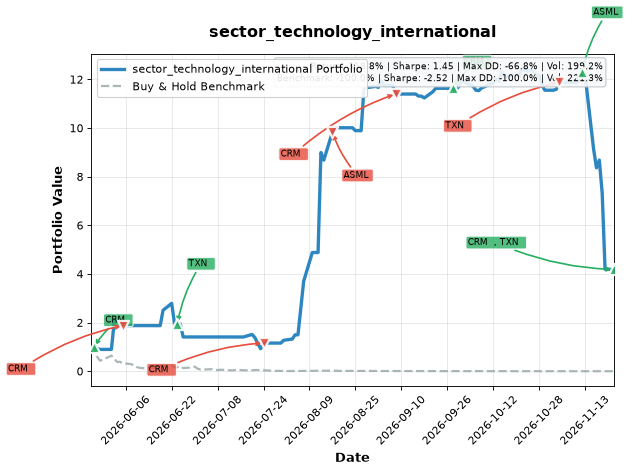 sector_technology_international
ASML
sector_technology_international Portfolio
Buy & Hold Benchmark
8% | Sharpe: 1.45 | Max DD: -66.8% | Vol: 199.2%
| Sharpe: -2.52 | Max DD: -100.0% | Vol:
CRM
TXN
CRM
ASML
CRM
TXN
CRM
CRM , TXN
TXN
Portfolio Value
0
2
4
6
8
10
12
2026-06-06
2026-06-22
2026-07-08
2026-07-24
2026-08-09
2026-08-25
2026-09-10
2026-09-26
2026-10-12
2026-10-28
2026-11-13
Date